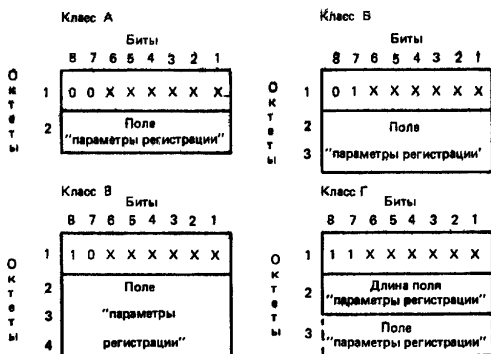 Класс А
Биты
8 7 6 5 4 3 2 1
Октеты
1 0 0 X X X X X X
2 Поле
"параметры регистрации"
Класс Б
Биты
8 7 6 5 4 3 2 1
Октеты
1 0 1 X X X X X X
2 Поле
3 "параметры регистрации"
Класс В
Биты
8 7 6 5 4 3 2 1
Октеты
1 1 0 X X X X X X
2 Поле
3 "параметры
4 регистрации"
Класс Г
Биты
8 7 6 5 4 3 2 1
Октеты
1 1 1 X X X X X X
2 Длина поля
"параметры регистрации"
3 Поле
"параметры регистрации"